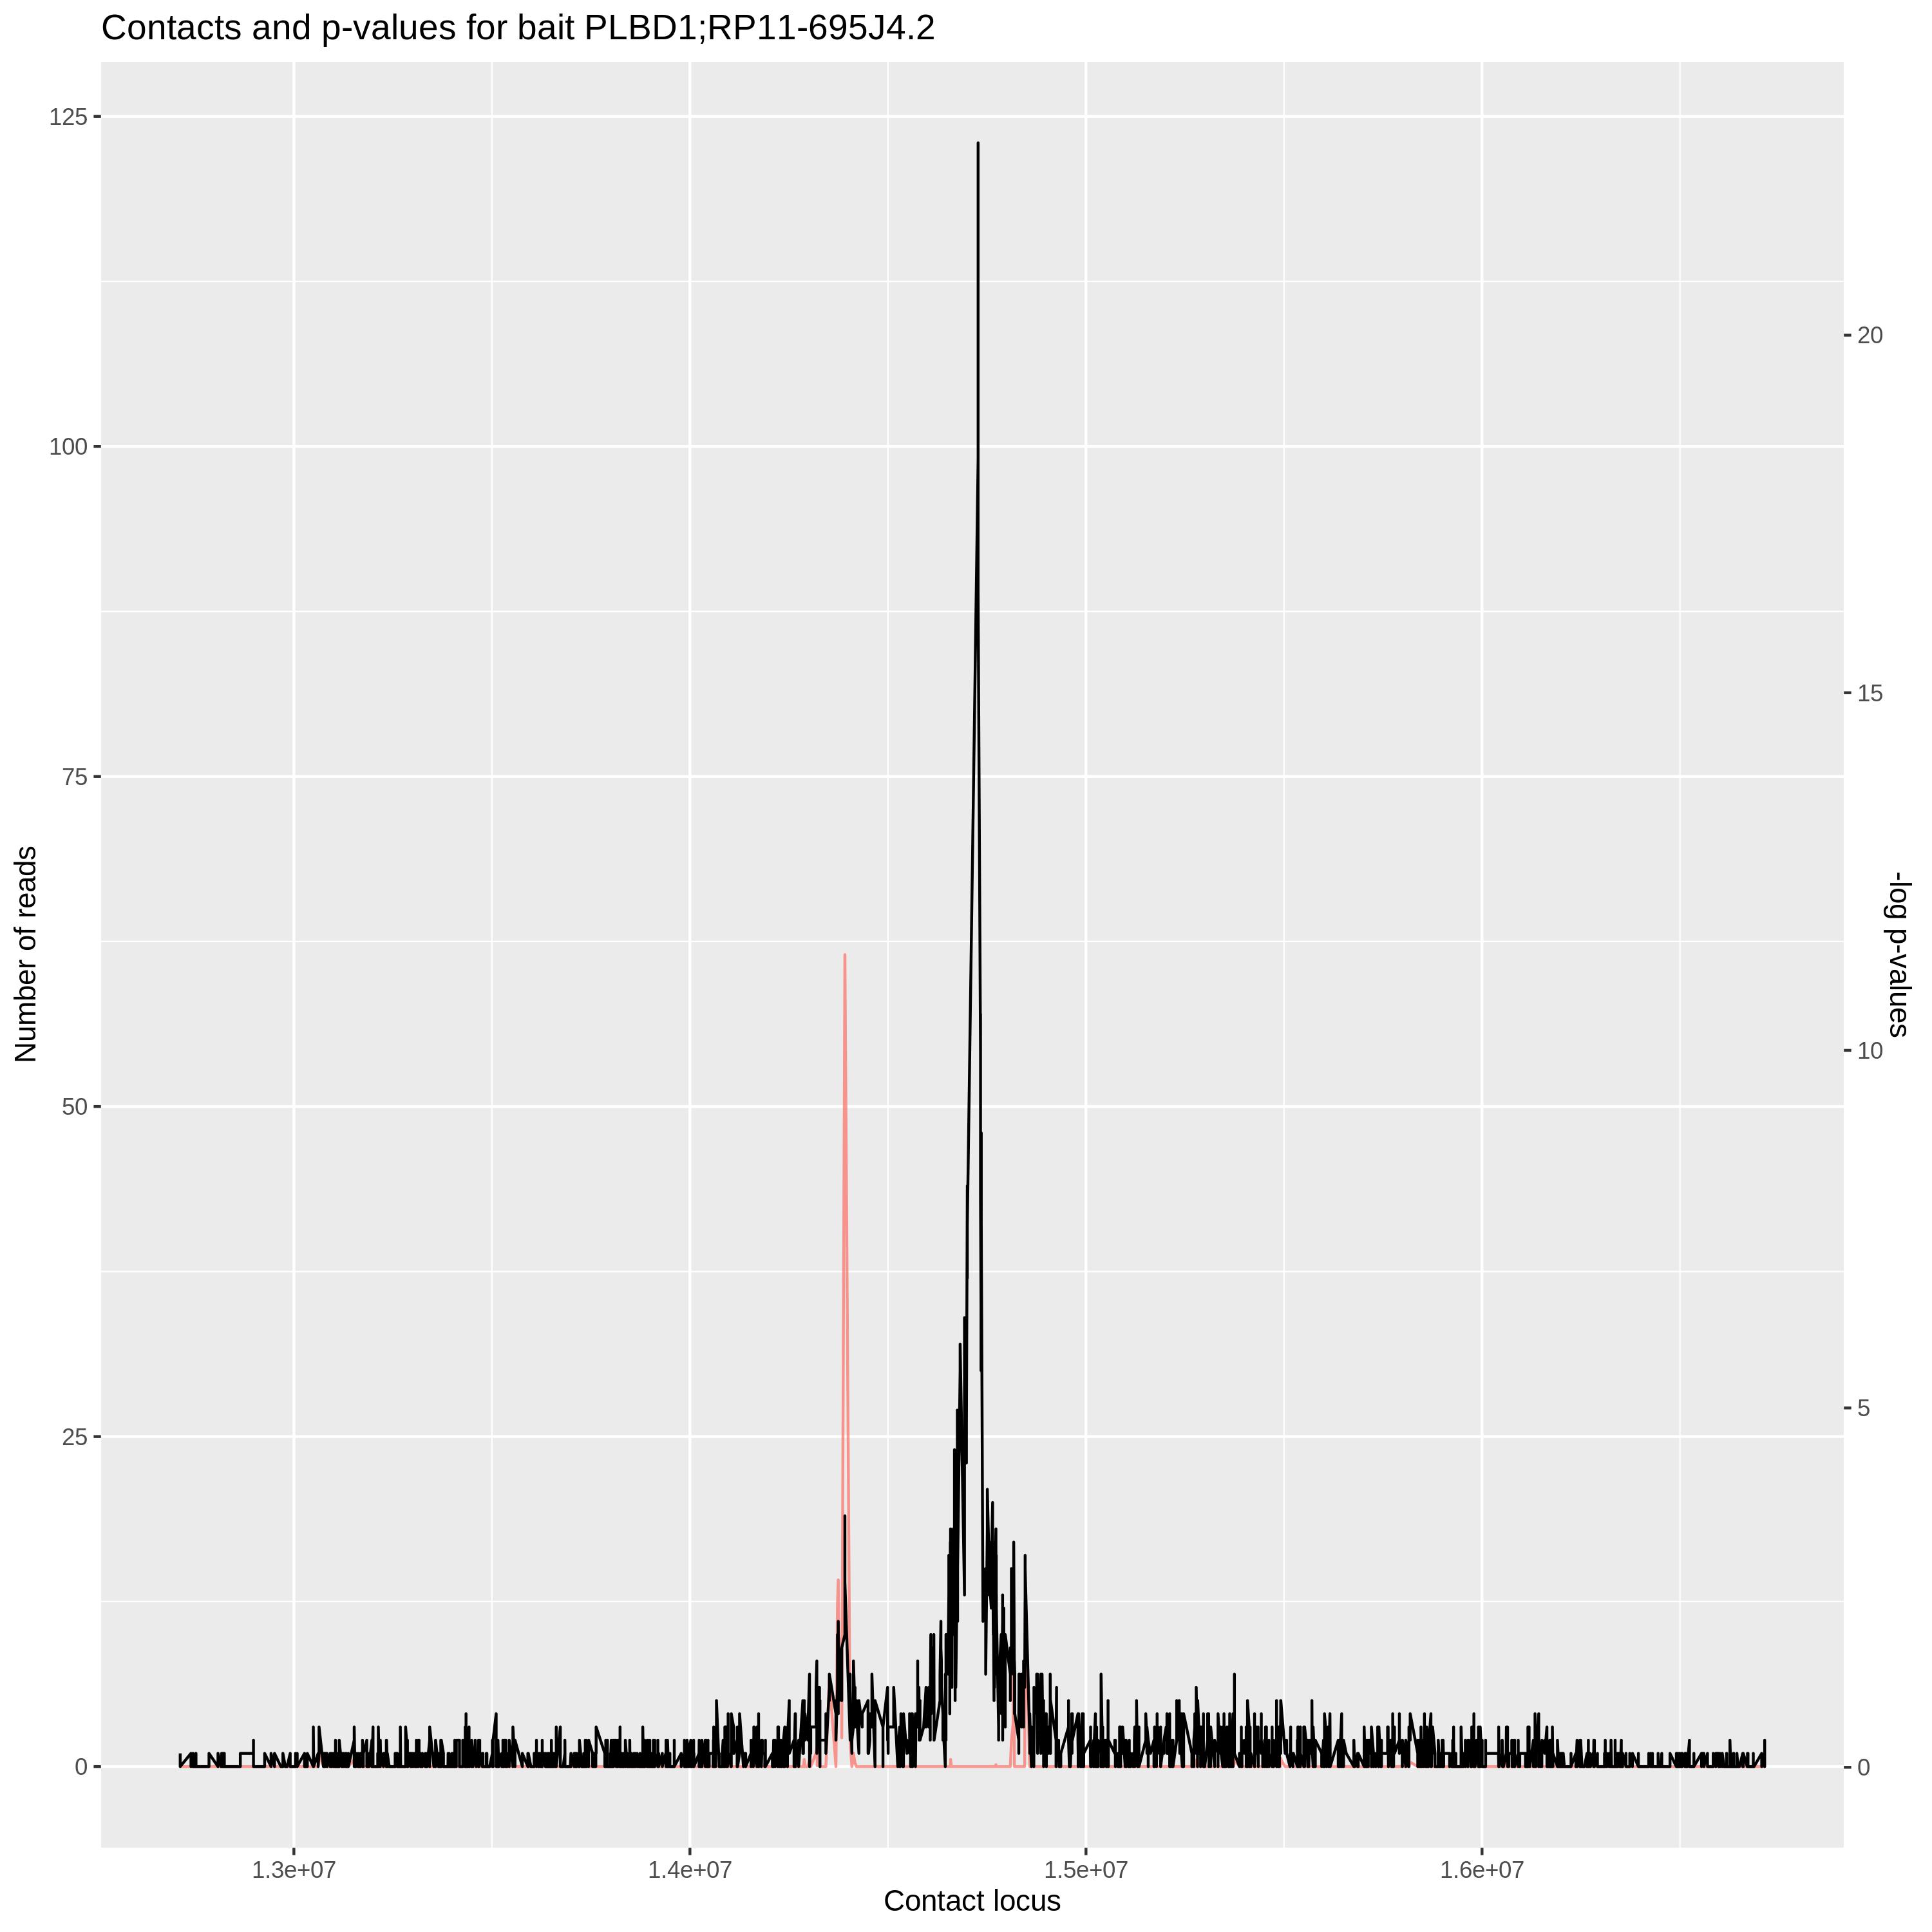 Contacts and p-values for bait PLBD1;RP11-695J4.2
125
100
75
50
25
0
Number of reads
20
15
10
5
0
-log p-values
1.3e+07
1.4e+07
1.5e+07
1.6e+07
Contact locus